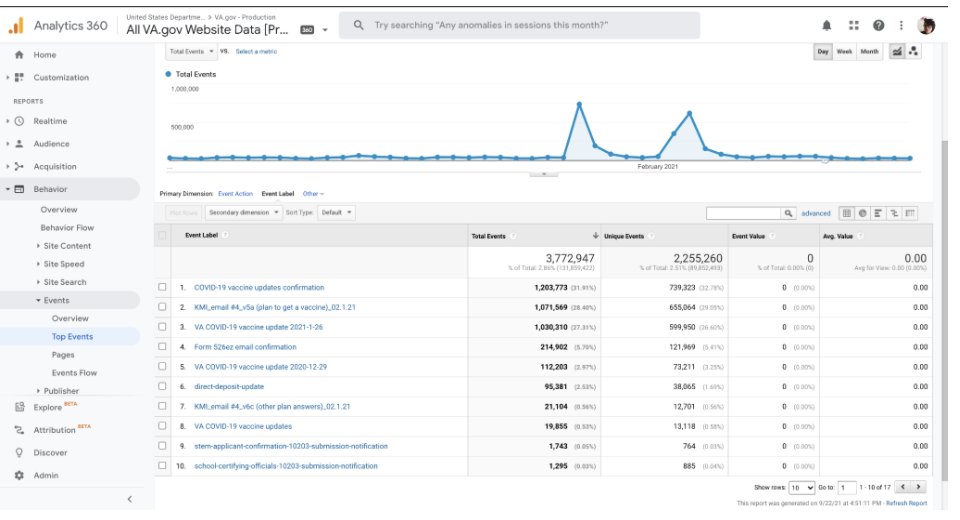 Analytics 360
United States Departme... > VA.gov - Production
All VA.gov Website Data [Pr... 360
Try searching "Any anomalies in sessions this month?"
Home
Customization
REPORTS
Realtime
Audience
Acquisition
Behavior
Overview
Behavior Flow
Site Content
Site Speed
Site Search
Events
Overview
Top Events
Pages
Events Flow
Publisher
Explore BETA
Attribution BETA
Discover
Admin
Total Events VS. Select a metric
Day Week Month
Total Events
1,000,000
500,000
...
February 2021
Primary Dimension: Event Action Event Label Other
Plot Rows Secondary dimension Sort Type: Default advanced
Event Label Total Events Unique Events Event Value Avg. Value
3,772,947 2,255,260 0 0.00
% of Total: 2.86% (131,859,422) % of Total: 2.51% (89,852,493) % of Total: 0.00% (0) Avg for View: 0.00 (0.00%)
1. COVID-19 vaccine updates confirmation 1,203,773 (31.91%) 739,323 (32.78%) 0 (0.00%) 0.00
2. KMI_email #4_v5a (plan to get a vaccine)_02.1.21 1,071,569 (28.40%) 655,064 (29.05%) 0 (0.00%) 0.00
3. VA COVID-19 vaccine update 2021-1-26 1,030,310 (27.31%) 599,950 (26.60%) 0 (0.00%) 0.00
4. Form 526ez email confirmation 214,902 (5.70%) 121,969 (5.41%) 0 (0.00%) 0.00
5. VA COVID-19 vaccine update 2020-12-29 112,203 (2.97%) 73,211 (3.25%) 0 (0.00%) 0.00
6. direct-deposit-update 95,381 (2.53%) 38,065 (1.69%) 0 (0.00%) 0.00
7. KMI_email #4_v6c (other plan answers)_02.1.21 21,104 (0.56%) 12,701 (0.56%) 0 (0.00%) 0.00
8. VA COVID-19 vaccine updates 19,855 (0.53%) 13,118 (0.58%) 0 (0.00%) 0.00
9. stem-applicant-confirmation-10203-submission-notification 1,743 (0.05%) 764 (0.03%) 0 (0.00%) 0.00
10. school-certifying-officials-10203-submission-notification 1,295 (0.03%) 885 (0.04%) 0 (0.00%) 0.00
Show rows: 10 Go to: 1 1 - 10 of 17
This report was generated on 9/22/21 at 4:51:11 PM - Refresh Report